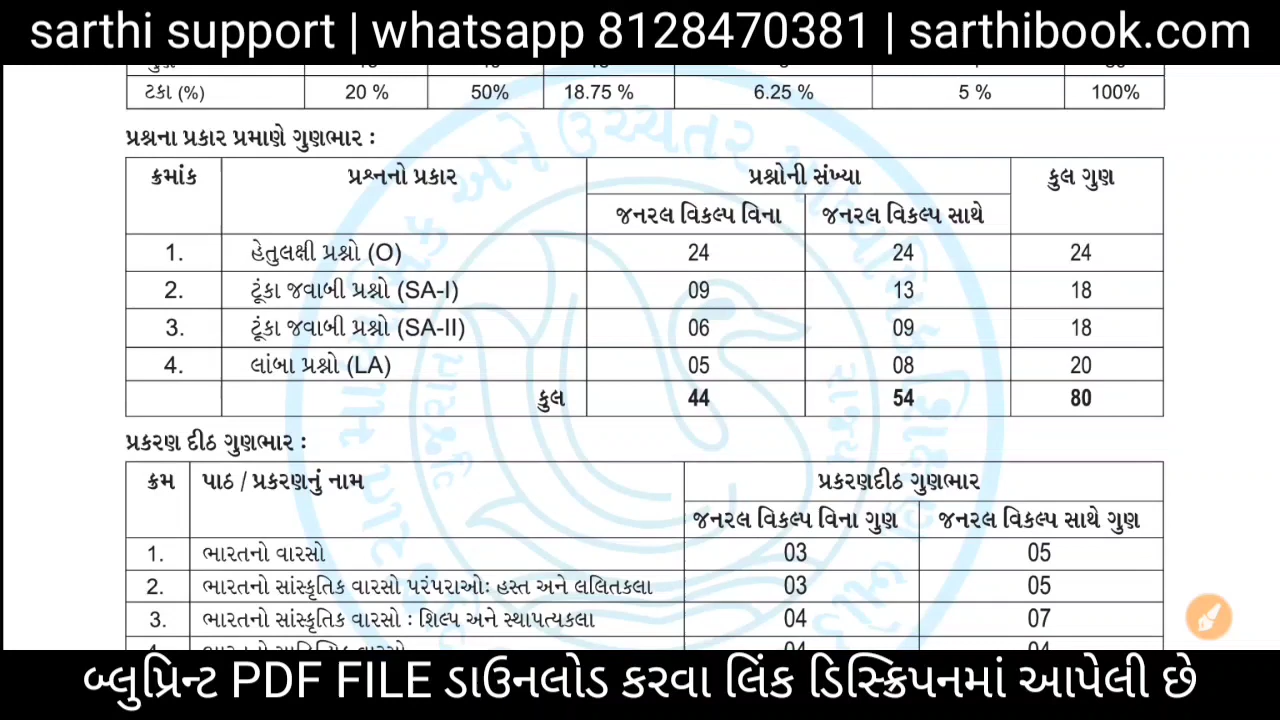 sarthi support | whatsapp 8128470381 | sarthibook.com
ટકા (%) 20 % 50% 18.75 % 6.25 % 5 % 100%
પ્રશ્નના પ્રકાર પ્રમાણે ગુણભાર :
ક્રમાંક પ્રશ્નનો પ્રકાર પ્રશ્નોની સંખ્યા કુલ ગુણ
જનરલ વિકલ્પ વિના જનરલ વિકલ્પ સાથે
1. હેતુલક્ષી પ્રશ્નો (O) 24 24 24
2. ટૂંકા જવાબી પ્રશ્નો (SA-I) 09 13 18
3. ટૂંકા જવાબી પ્રશ્નો (SA-II) 06 09 18
4. લાંબા પ્રશ્નો (LA) 05 08 20
કુલ 44 54 80
પ્રકરણ દીઠ ગુણભાર :
ક્રમ પાઠ / પ્રકરણનું નામ પ્રકરણદીઠ ગુણભાર
જનરલ વિકલ્પ વિના ગુણ જનરલ વિકલ્પ સાથે ગુણ
1. ભારતનો વારસો 03 05
2. ભારતનો સાંસ્કૃતિક વારસો પરંપરાઓઃ હસ્ત અને લલિતકલા 03 05
3. ભારતનો સાંસ્કૃતિક વારસો : શિલ્પ અને સ્થાપત્યકલા 04 07
બ્લુપ્રિન્ટ PDF FILE ડાઉનલોડ કરવા લિંક ડિસ્ક્રિપનમાં આપેલી છે